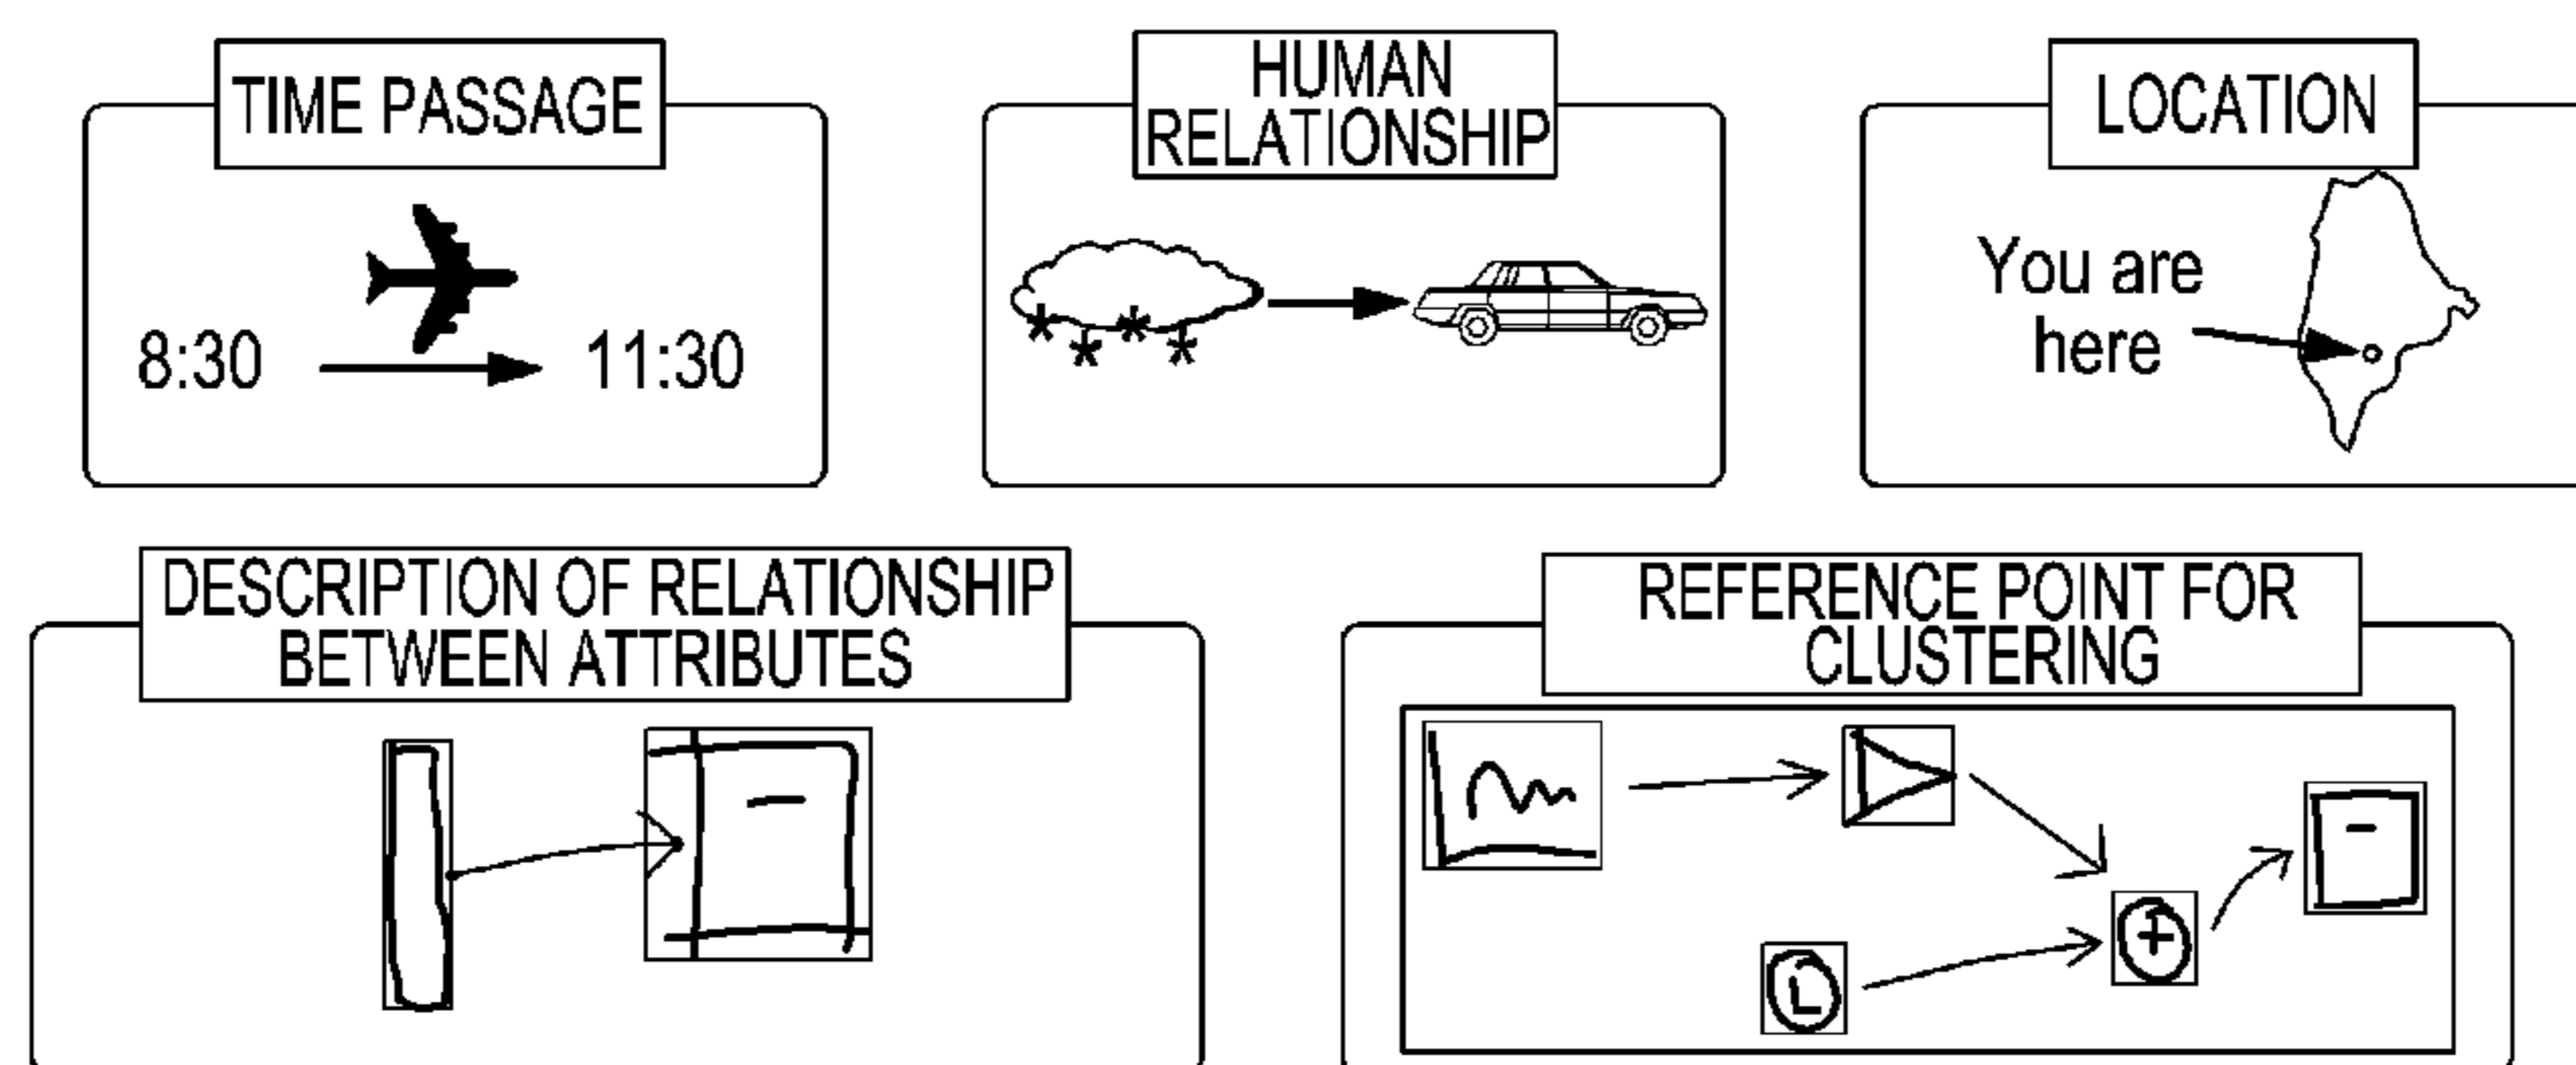 TIME PASSAGE
8:30
11:30
HUMAN
RELATIONSHIP
LOCATION
You are
here
DESCRIPTION OF RELATIONSHIP
BETWEEN ATTRIBUTES
REFERENCE POINT FOR
CLUSTERING
L
+